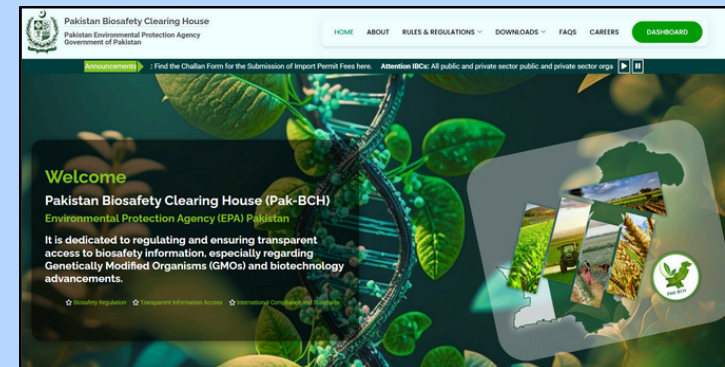 Pakistan Biosafety Clearing House
Pakistan Environmental Protection Agency
Government of Pakistan
HOME ABOUT RULES & REGULATIONS DOWNLOADS FAQS CAREERS DASHBOARD
Announcements : Find the Challan Form for the Submission of Import Permit Fees here. Attention IBCs: All public and private sector public and private sector orga
Welcome
Pakistan Biosafety Clearing House (Pak-BCH)
Environmental Protection Agency (EPA) Pakistan
It is dedicated to regulating and ensuring transparent
access to biosafety information, especially regarding
Genetically Modified Organisms (GMOs) and biotechnology
advancements.
Biosafety Regulation Transparent Information Access International Compliance and Standards
PAK-BCH